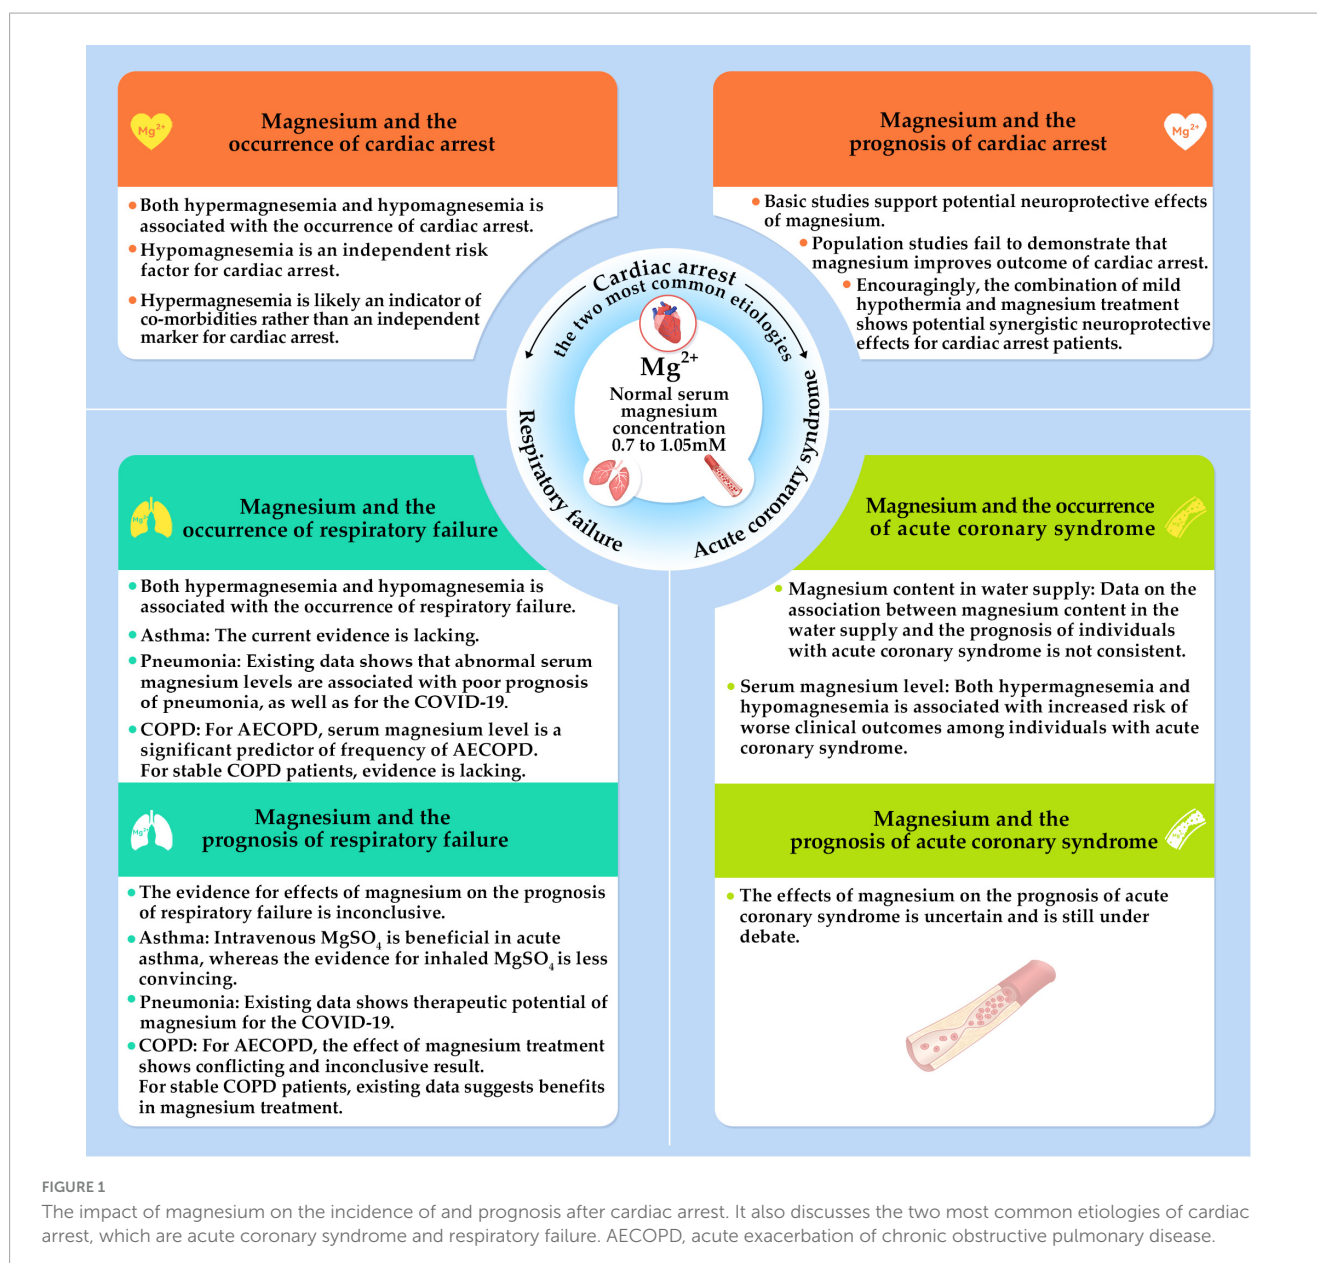 Magnesium and the
occurrence of cardiac arrest
Mg2+
Both hypermagnesemia and hypomagnesemia is
associated with the occurrence of cardiac arrest.
Hypomagnesemia is an independent risk
factor for cardiac arrest.
Hypermagnesemia is likely an indicator of
co-morbidities rather than an independent
marker for cardiac arrest.
Magnesium and the
prognosis of cardiac arrest
Mg2+
Basic studies support potential neuroprotective effects
of magnesium.
Population studies fail to demonstrate that
magnesium improves outcome of cardiac arrest.
Encouragingly, the combination of mild
hypothermia and magnesium treatment
shows potential synergistic neuroprotective
effects for cardiac arrest patients.
Cardiac arrest
the two most common etiologies
Mg2+
Normal serum
magnesium
concentration
0.7 to 1.05mM
Respiratory failure
Acute coronary syndrome
Magnesium and the
occurrence of respiratory failure
Mg2+
Both hypermagnesemia and hypomagnesemia is
associated with the occurrence of respiratory failure.
Asthma: The current evidence is lacking.
Pneumonia: Existing data shows that abnormal serum
magnesium levels are associated with poor prognosis
of pneumonia, as well as for the COVID-19.
COPD: For AECOPD, serum magnesium level is a
significant predictor of frequency of AECOPD.
For stable COPD patients, evidence is lacking.
Magnesium and the
prognosis of respiratory failure
Mg2+
The evidence for effects of magnesium on the prognosis
of respiratory failure is inconclusive.
Asthma: Intravenous MgSO4 is beneficial in acute
asthma, whereas the evidence for inhaled MgSO4 is less
convincing.
Pneumonia: Existing data shows therapeutic potential of
magnesium for the COVID-19.
COPD: For AECOPD, the effect of magnesium treatment
shows conflicting and inconclusive result.
For stable COPD patients, existing data suggests benefits
in magnesium treatment.
Magnesium and the occurrence
of acute coronary syndrome
Magnesium content in water supply: Data on the
association between magnesium content in the
water supply and the prognosis of individuals
with acute coronary syndrome is not consistent.
Serum magnesium level: Both hypermagnesemia and
hypomagnesemia is associated with increased risk of
worse clinical outcomes among individuals with acute
coronary syndrome.
Magnesium and the
prognosis of acute coronary syndrome
The effects of magnesium on the prognosis of acute
coronary syndrome is uncertain and is still under
debate.
FIGURE 1
The impact of magnesium on the incidence of and prognosis after cardiac arrest. It also discusses the two most common etiologies of cardiac
arrest, which are acute coronary syndrome and respiratory failure. AECOPD, acute exacerbation of chronic obstructive pulmonary disease.